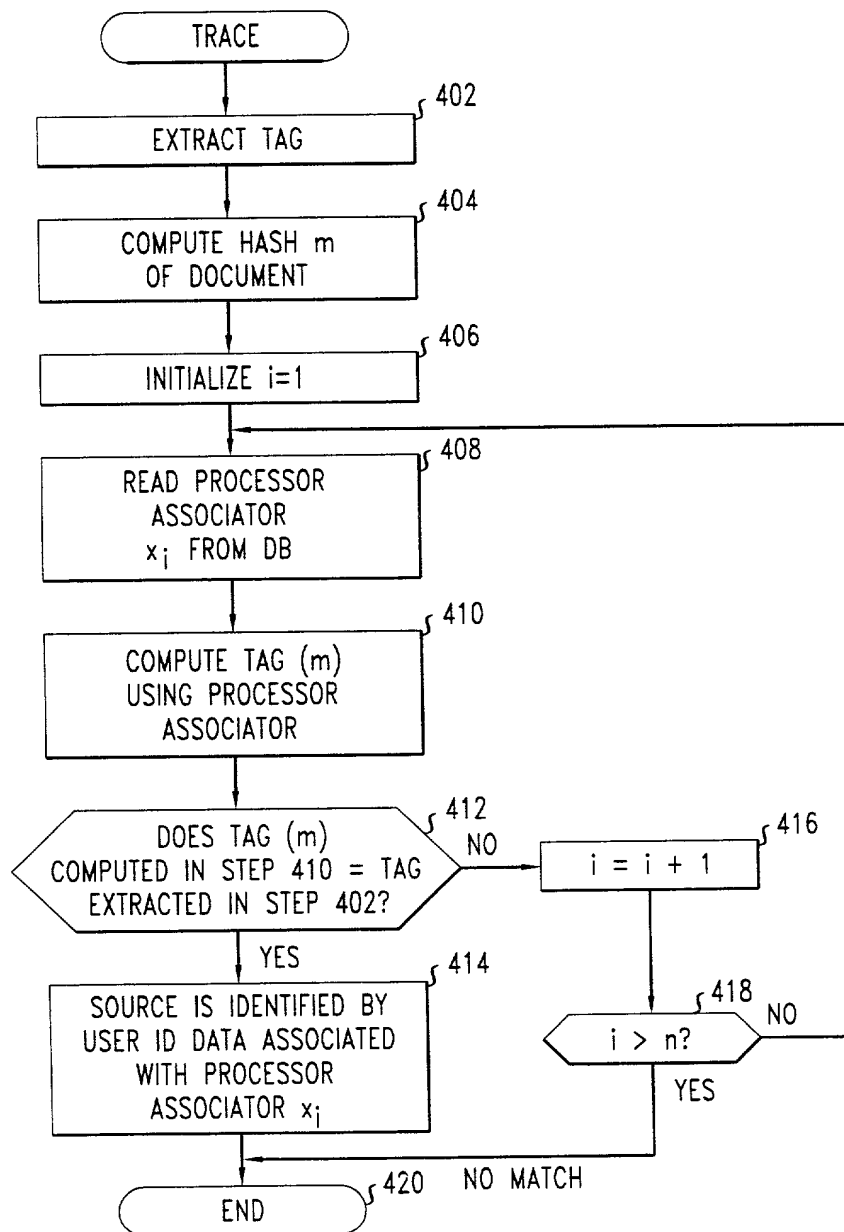 TRACE
402
EXTRACT TAG
404
COMPUTE HASH m
OF DOCUMENT
406
INITIALIZE i=1
408
READ PROCESSOR
ASSOCIATOR
xi FROM DB
410
COMPUTE TAG (m)
USING PROCESSOR
ASSOCIATOR
412
DOES TAG (m)
COMPUTED IN STEP 410 = TAG
EXTRACTED IN STEP 402?
NO
416
i = i + 1
YES
414
SOURCE IS IDENTIFIED BY
USER ID DATA ASSOCIATED
WITH PROCESSOR
ASSOCIATOR xi
418
i > n?
NO
YES
NO MATCH
420
END